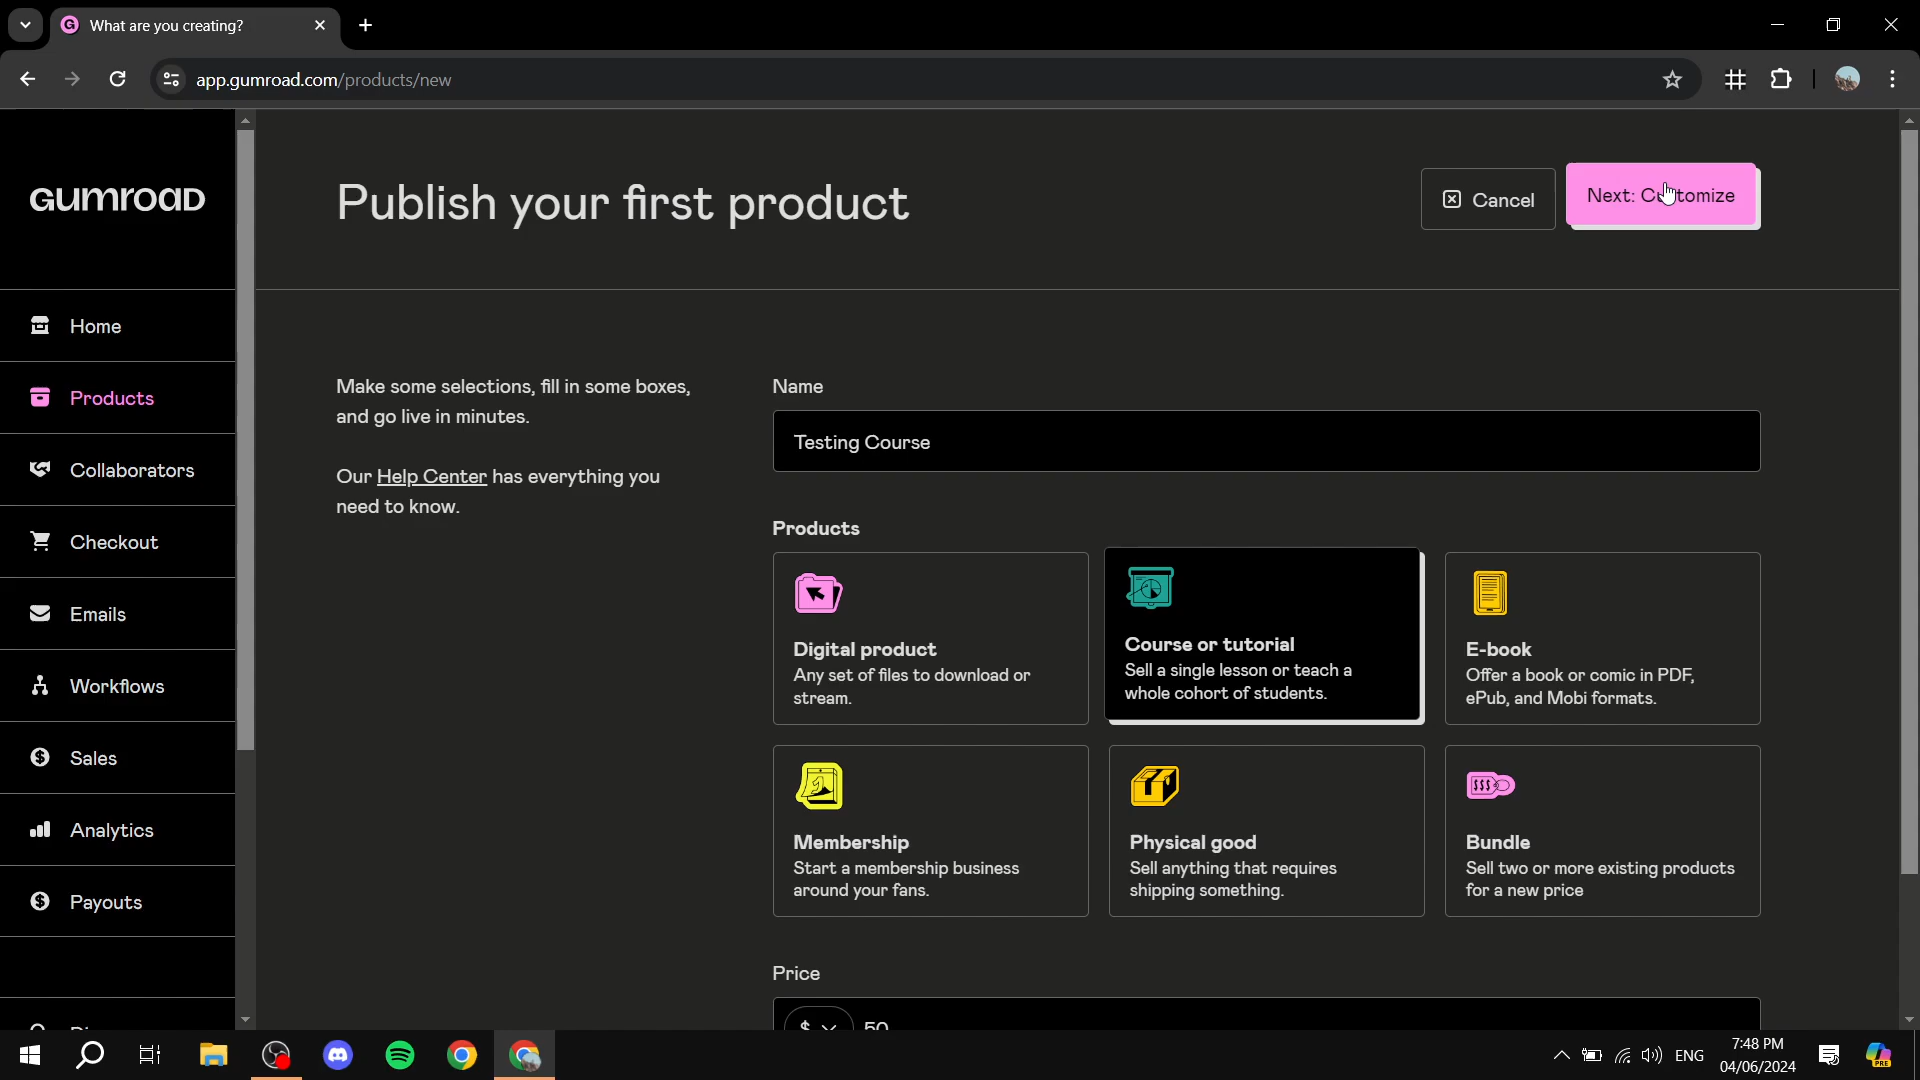 What are you creating?
app.gumroad.com/products/new
GUMROAD
Publish your first product
Cancel
Next: Customize
Home
Products
Collaborators
Checkout
Emails
Workflows
Sales
Analytics
Payouts
Make some selections, fill in some boxes,
and go live in minutes.
Our Help Center has everything you
need to know.
Name
Testing Course
Products
Digital product
Any set of files to download or
stream.
Course or tutorial
Sell a single lesson or teach a
whole cohort of students.
E-book
Offer a book or comic in PDF,
ePub, and Mobi formats.
Membership
Start a membership business
around your fans.
Physical good
Sell anything that requires
shipping something.
Bundle
Sell two or more existing products
for a new price
Price
$ 50
ENG
7:48 PM
04/06/2024
PRE